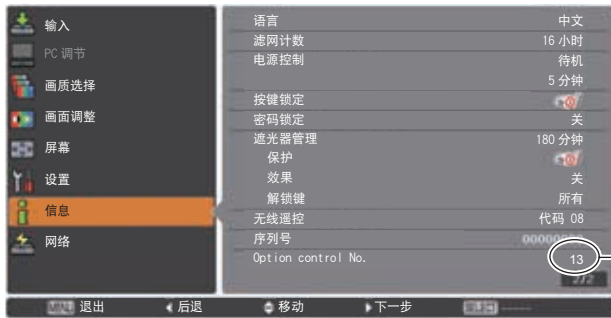 输入
PC 调节
画质选择
画面调整
屏幕
设置
信息
网络
语言 中文
滤网计数 16 小时
电源控制 待机
5 分钟
按键锁定
密码锁定 关
遮光器管理 180 分钟
保护
效果 关
解锁键 所有
无线遥控 代码 08
序列号
Option control No. 13
2/2
MENU 退出 后退 移动 下一步